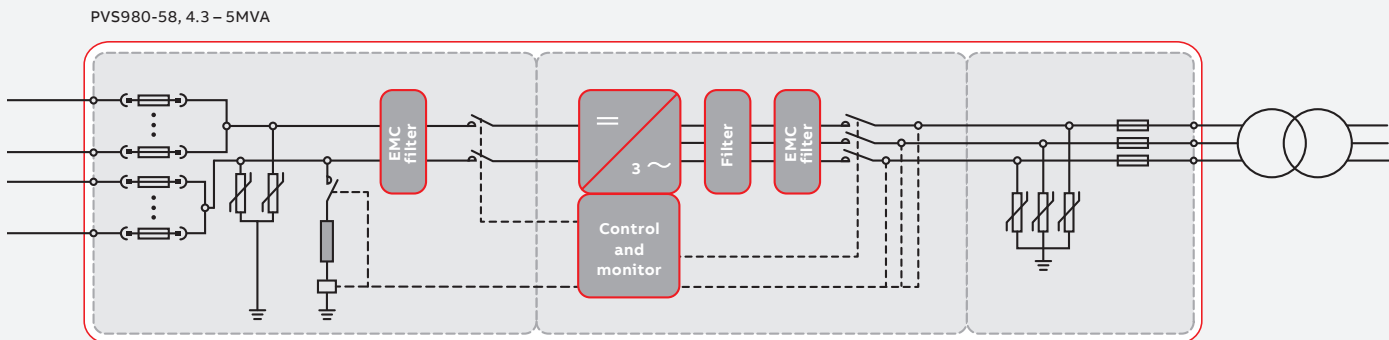 PVS980-58, 4.3 – 5MVA
EMC
filter
3
Filter
EMC
filter
Control
and
monitor